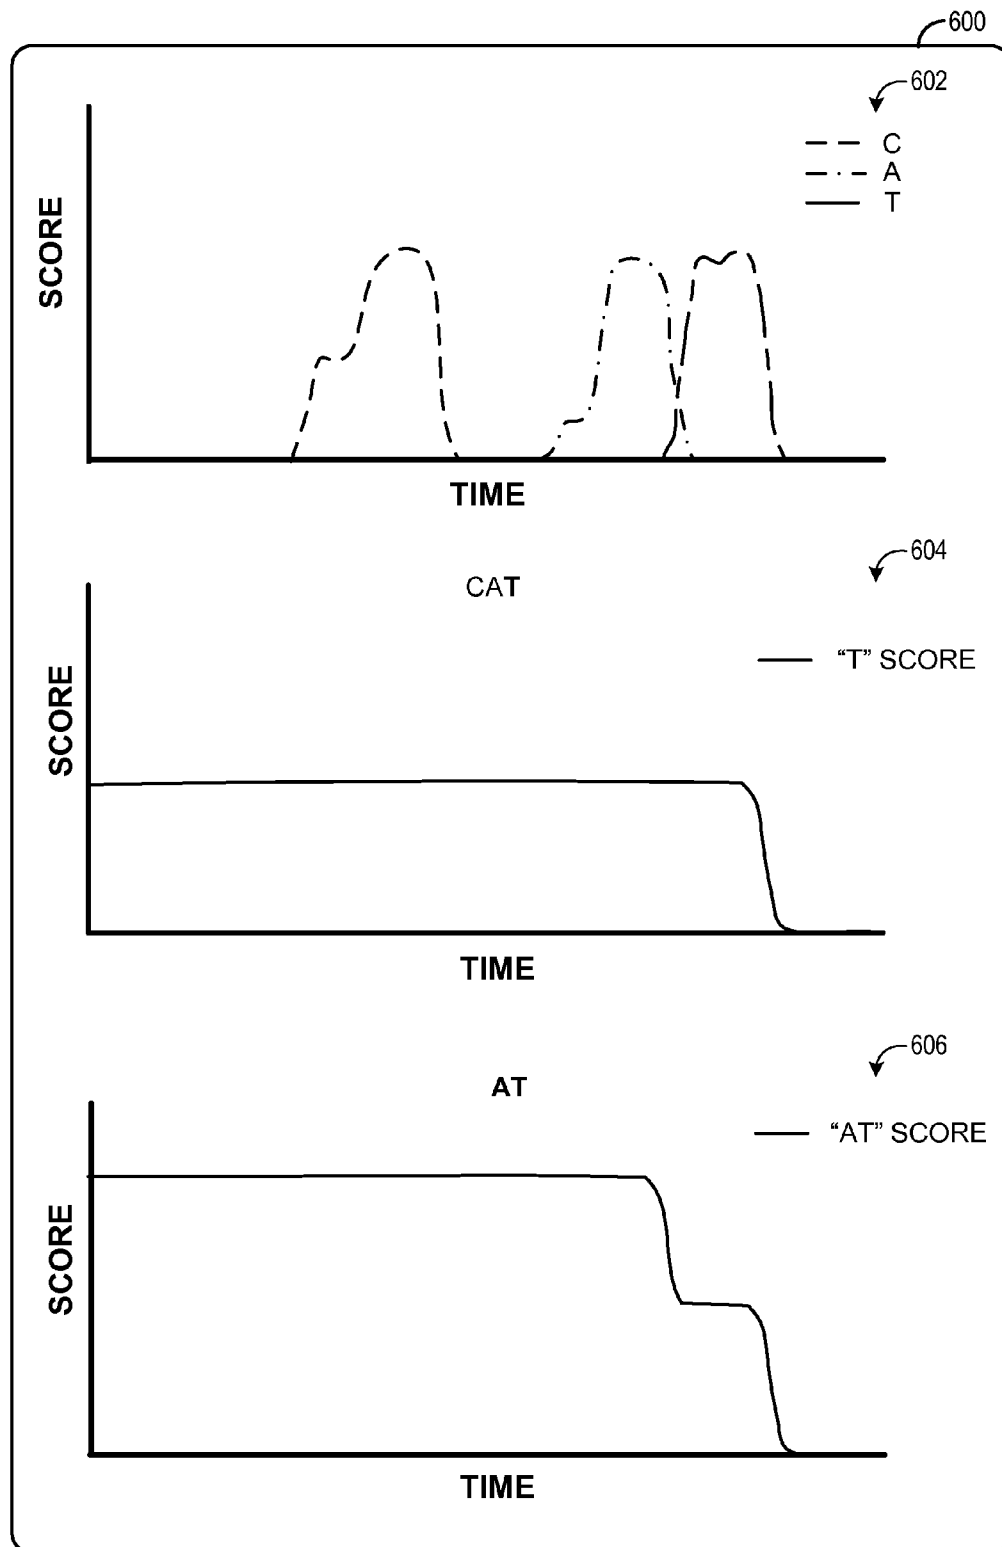 600
602
C
A
T
SCORE
TIME
604
CAT
“T” SCORE
SCORE
TIME
606
AT
“AT” SCORE
SCORE
TIME